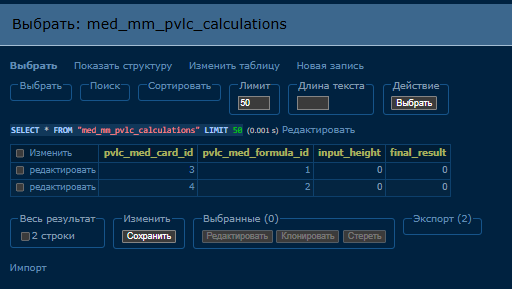 Выбрать: med_mm_pvlc_calculations
Выбрать Показать структуру Изменить таблицу Новая запись
Выбрать Поиск Сортировать Лимит Длина текста Действие
50 Выбрать
SELECT * FROM "med_mm_pvlc_calculations" LIMIT 50 (0.001 s) Редактировать
Изменить pvlc_med_card_id pvlc_med_formula_id input_height final_result
редактировать 3 1 0 0
редактировать 4 2 0 0
Весь результат Изменить Выбранные (0) Экспорт (2)
2 строки Сохранить Редактировать Клонировать Стереть
Импорт